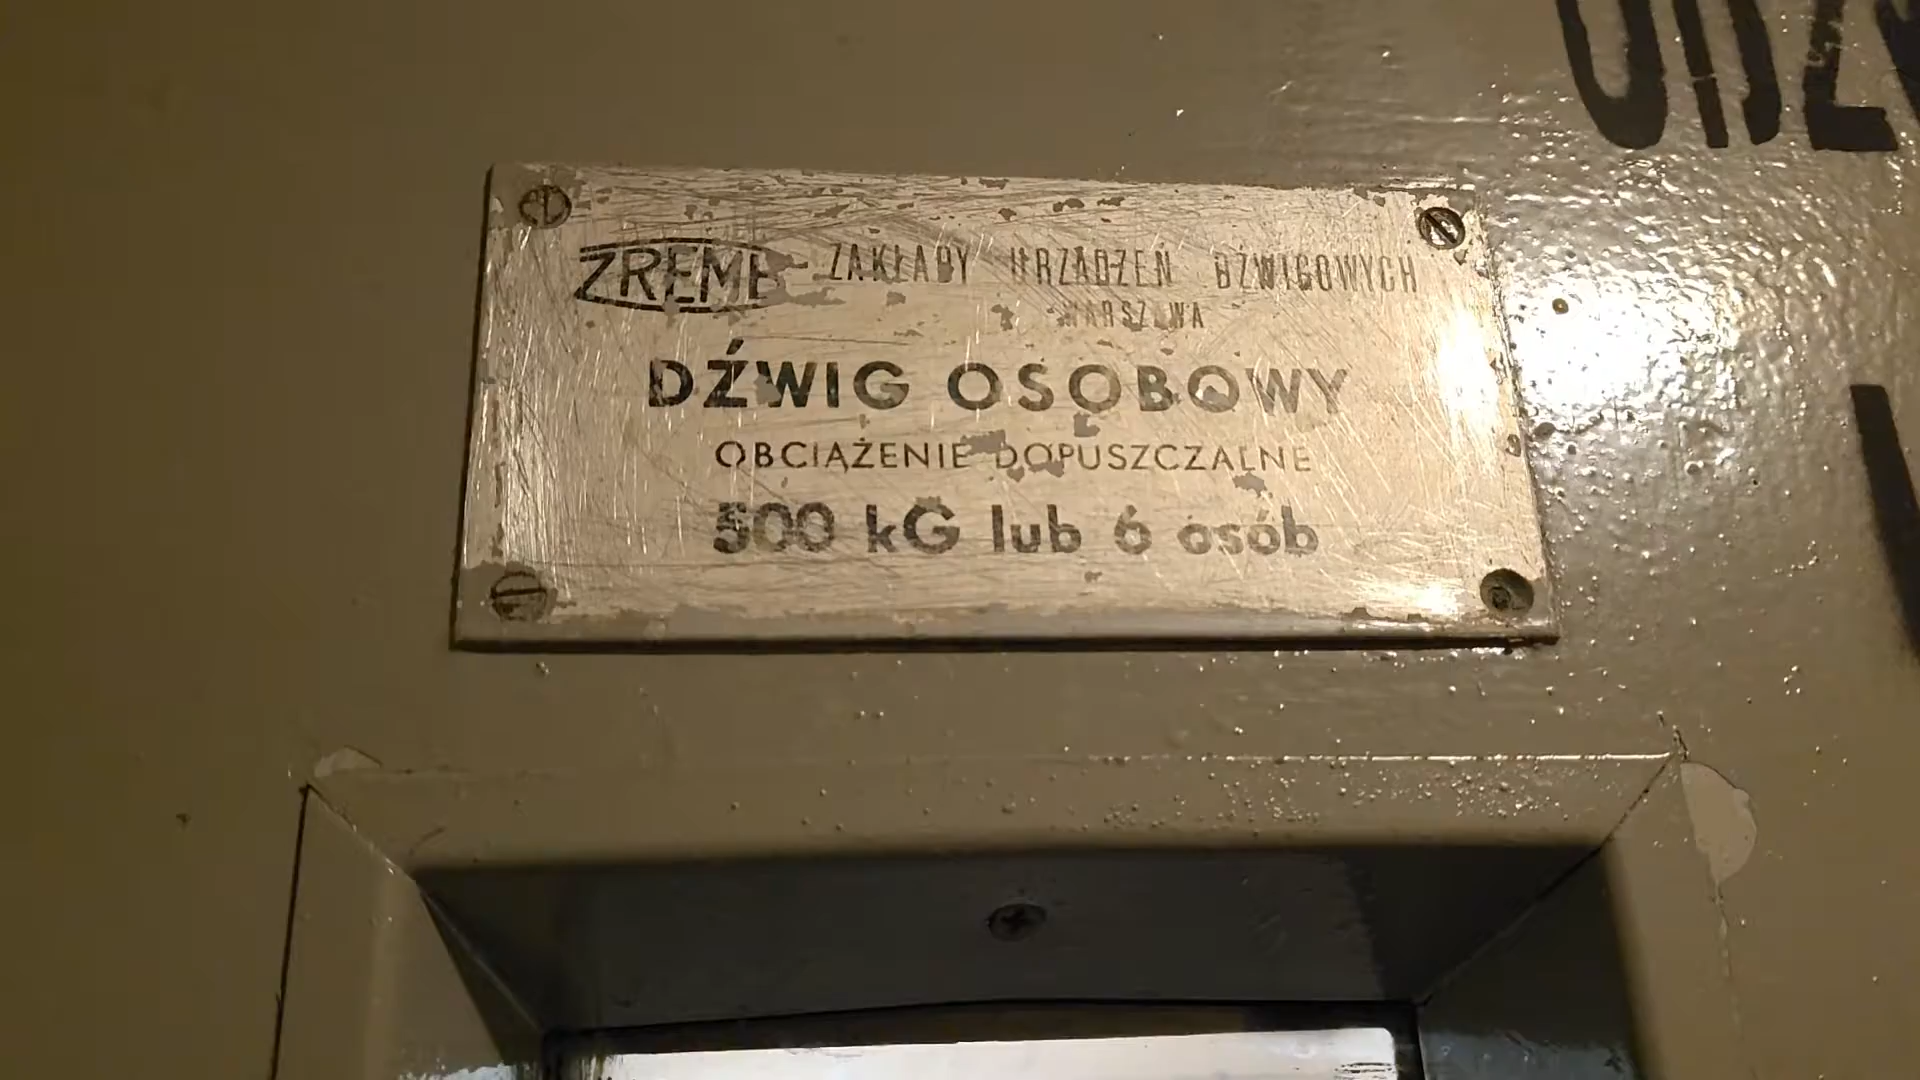 ZREMB ZAKŁADY URZĄDZEŃ DŹWIGOWYCH
WARSZAWA
DŹWIG OSOBOWY
OBCIĄŻENIE DOPUSZCZALNE
500 kG lub 6 osób